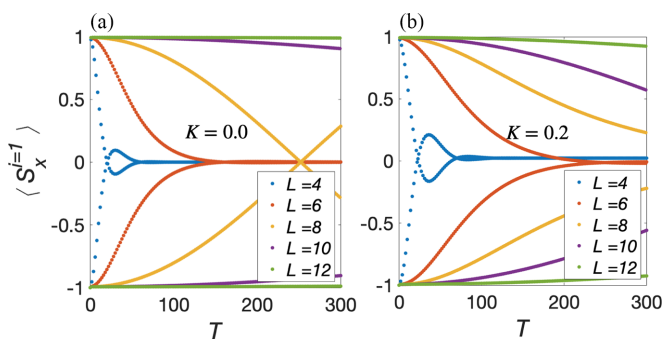 (a)
(b)
1
0.5
0
-0.5
-1
0
100
200
300
T
⟨ S_x^{i=1} ⟩
K = 0.0
L =4
L =6
L =8
L =10
L =12
1
0.5
0
-0.5
-1
0
100
200
300
T
K = 0.2
L =4
L =6
L =8
L =10
L =12